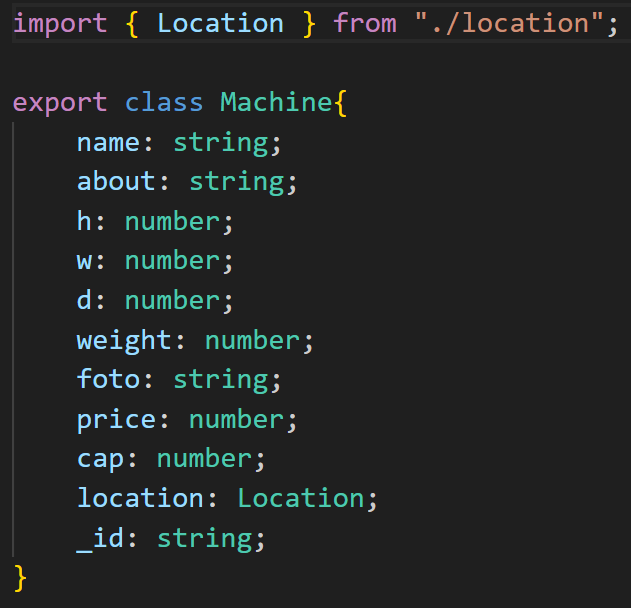 import { Location } from "./location";
export class Machine{
name: string;
about: string;
h: number;
w: number;
d: number;
weight: number;
foto: string;
price: number;
cap: number;
location: Location;
_id: string;
}